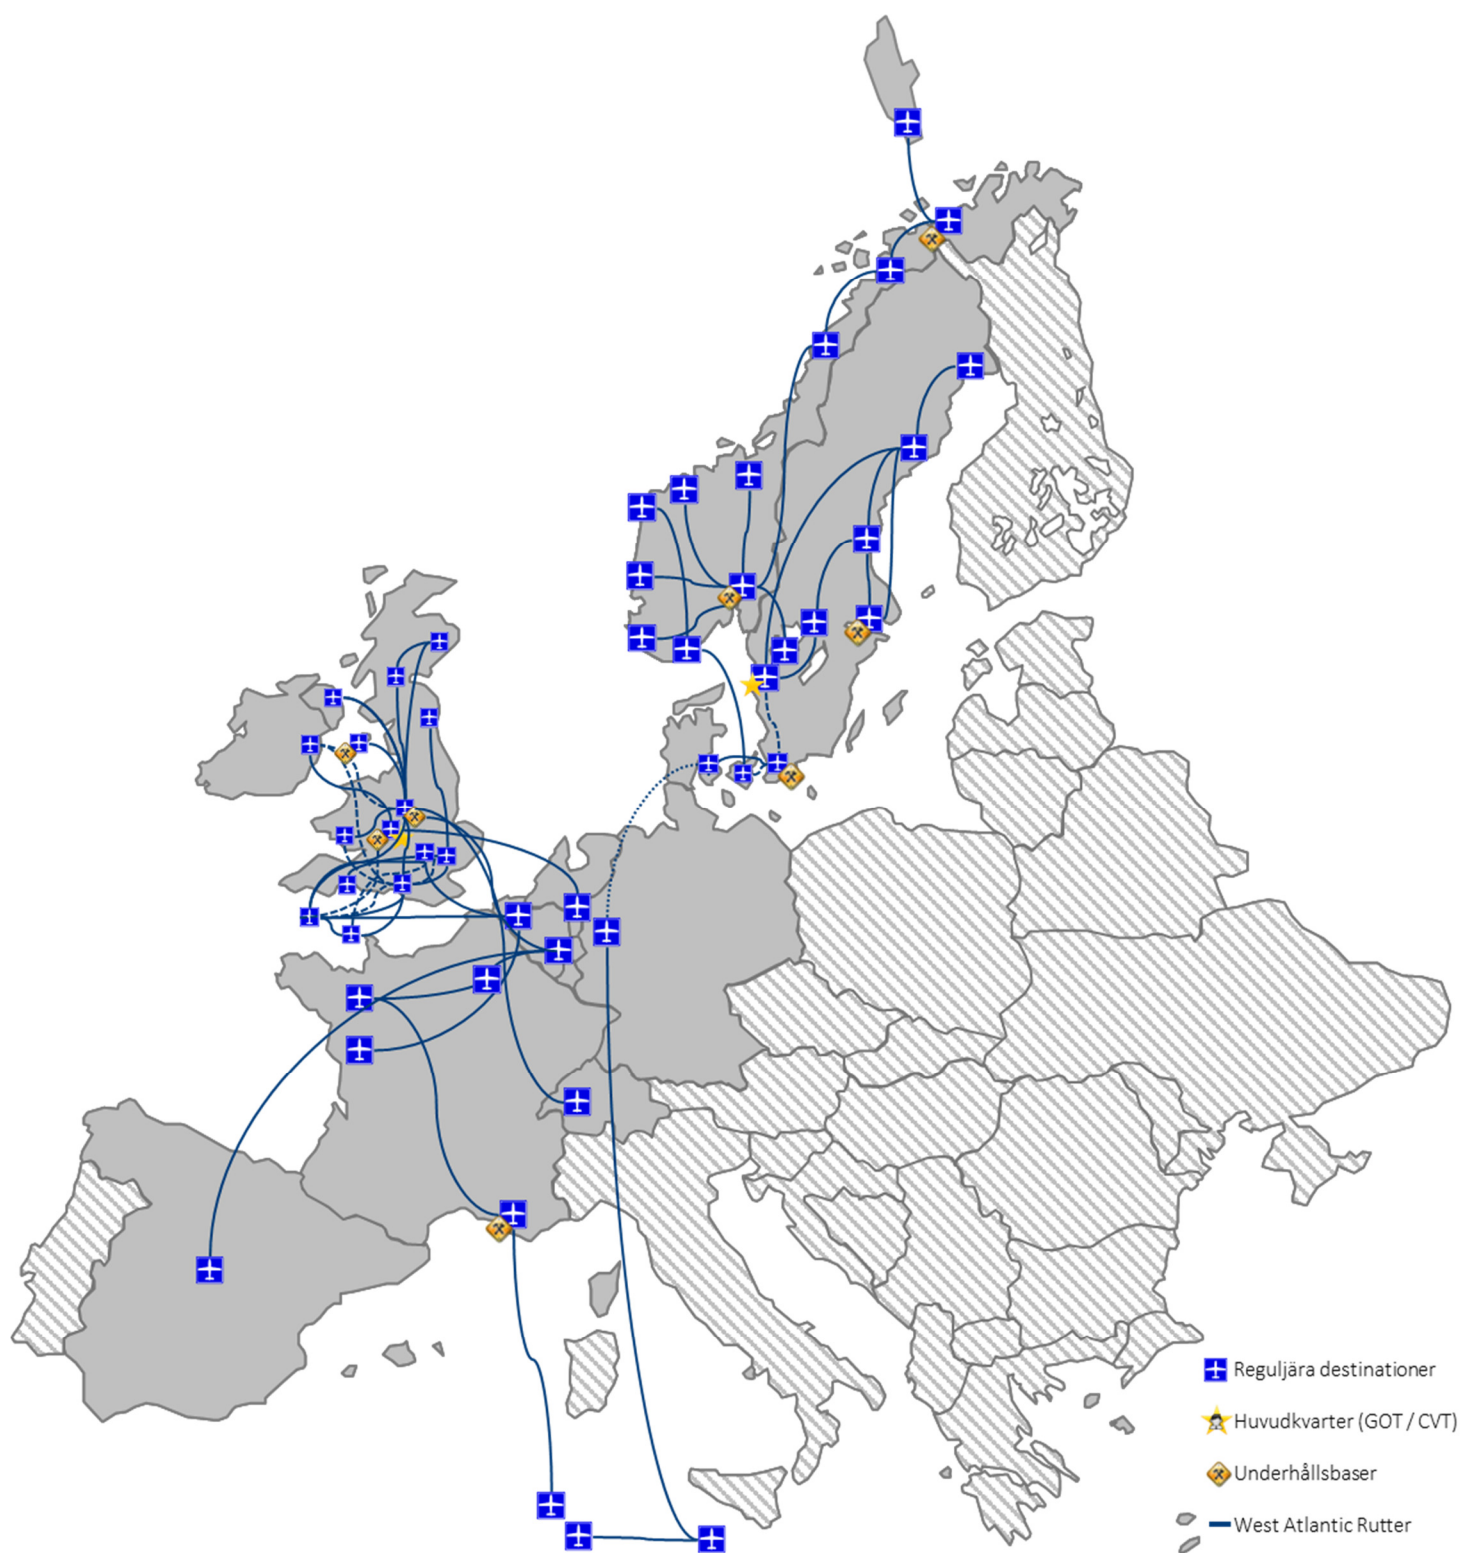 Reguljära destinationer
Huvudkvarter (GOT / CVT)
Underhållsbaser
West Atlantic Rutter